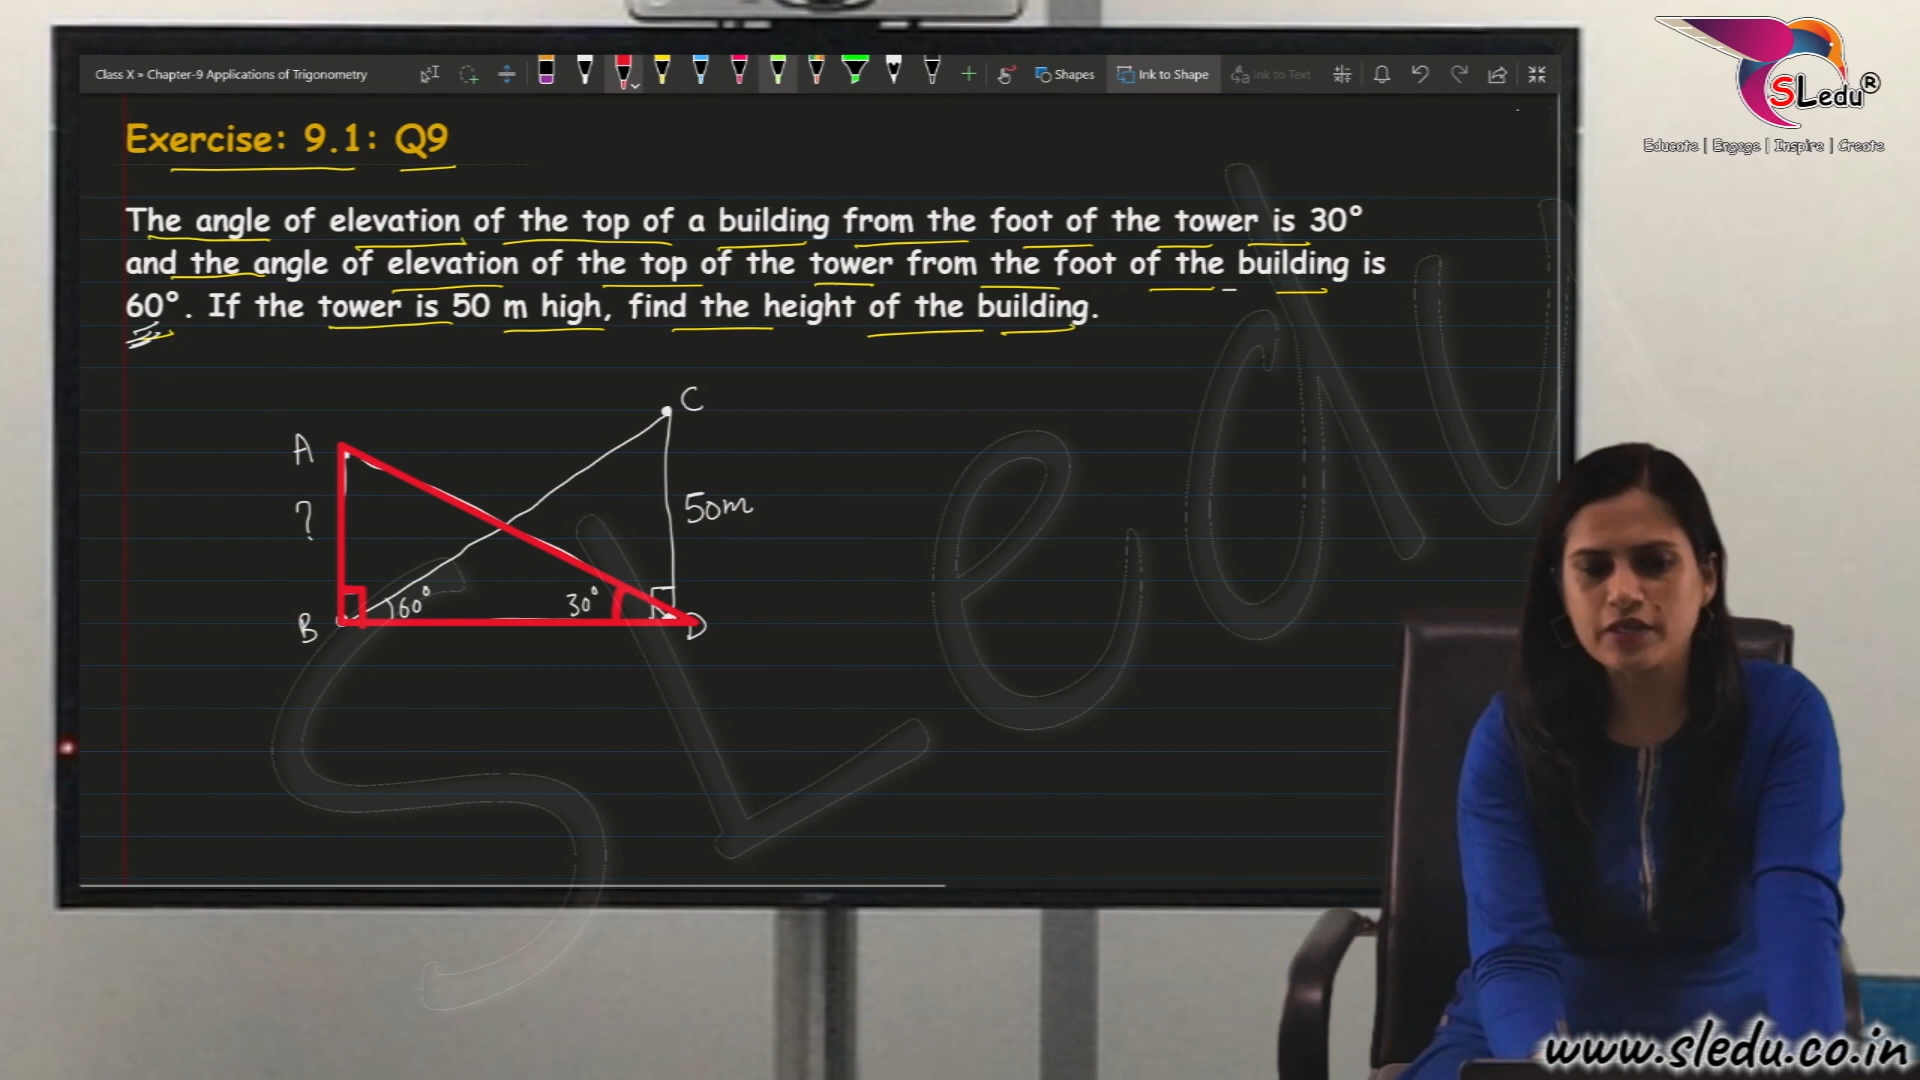 Class X » Chapter-9 Applications of Trigonometry
Shapes
Ink to Shape
Ink to Text
SLedu®
Educate | Engage | Inspire | Create
Exercise: 9.1: Q9
The angle of elevation of the top of a building from the foot of the tower is 30°
and the angle of elevation of the top of the tower from the foot of the building is
60°. If the tower is 50 m high, find the height of the building.
C
A
?
50m
60°
30°
B
D
SLedu
www.sledu.co.in